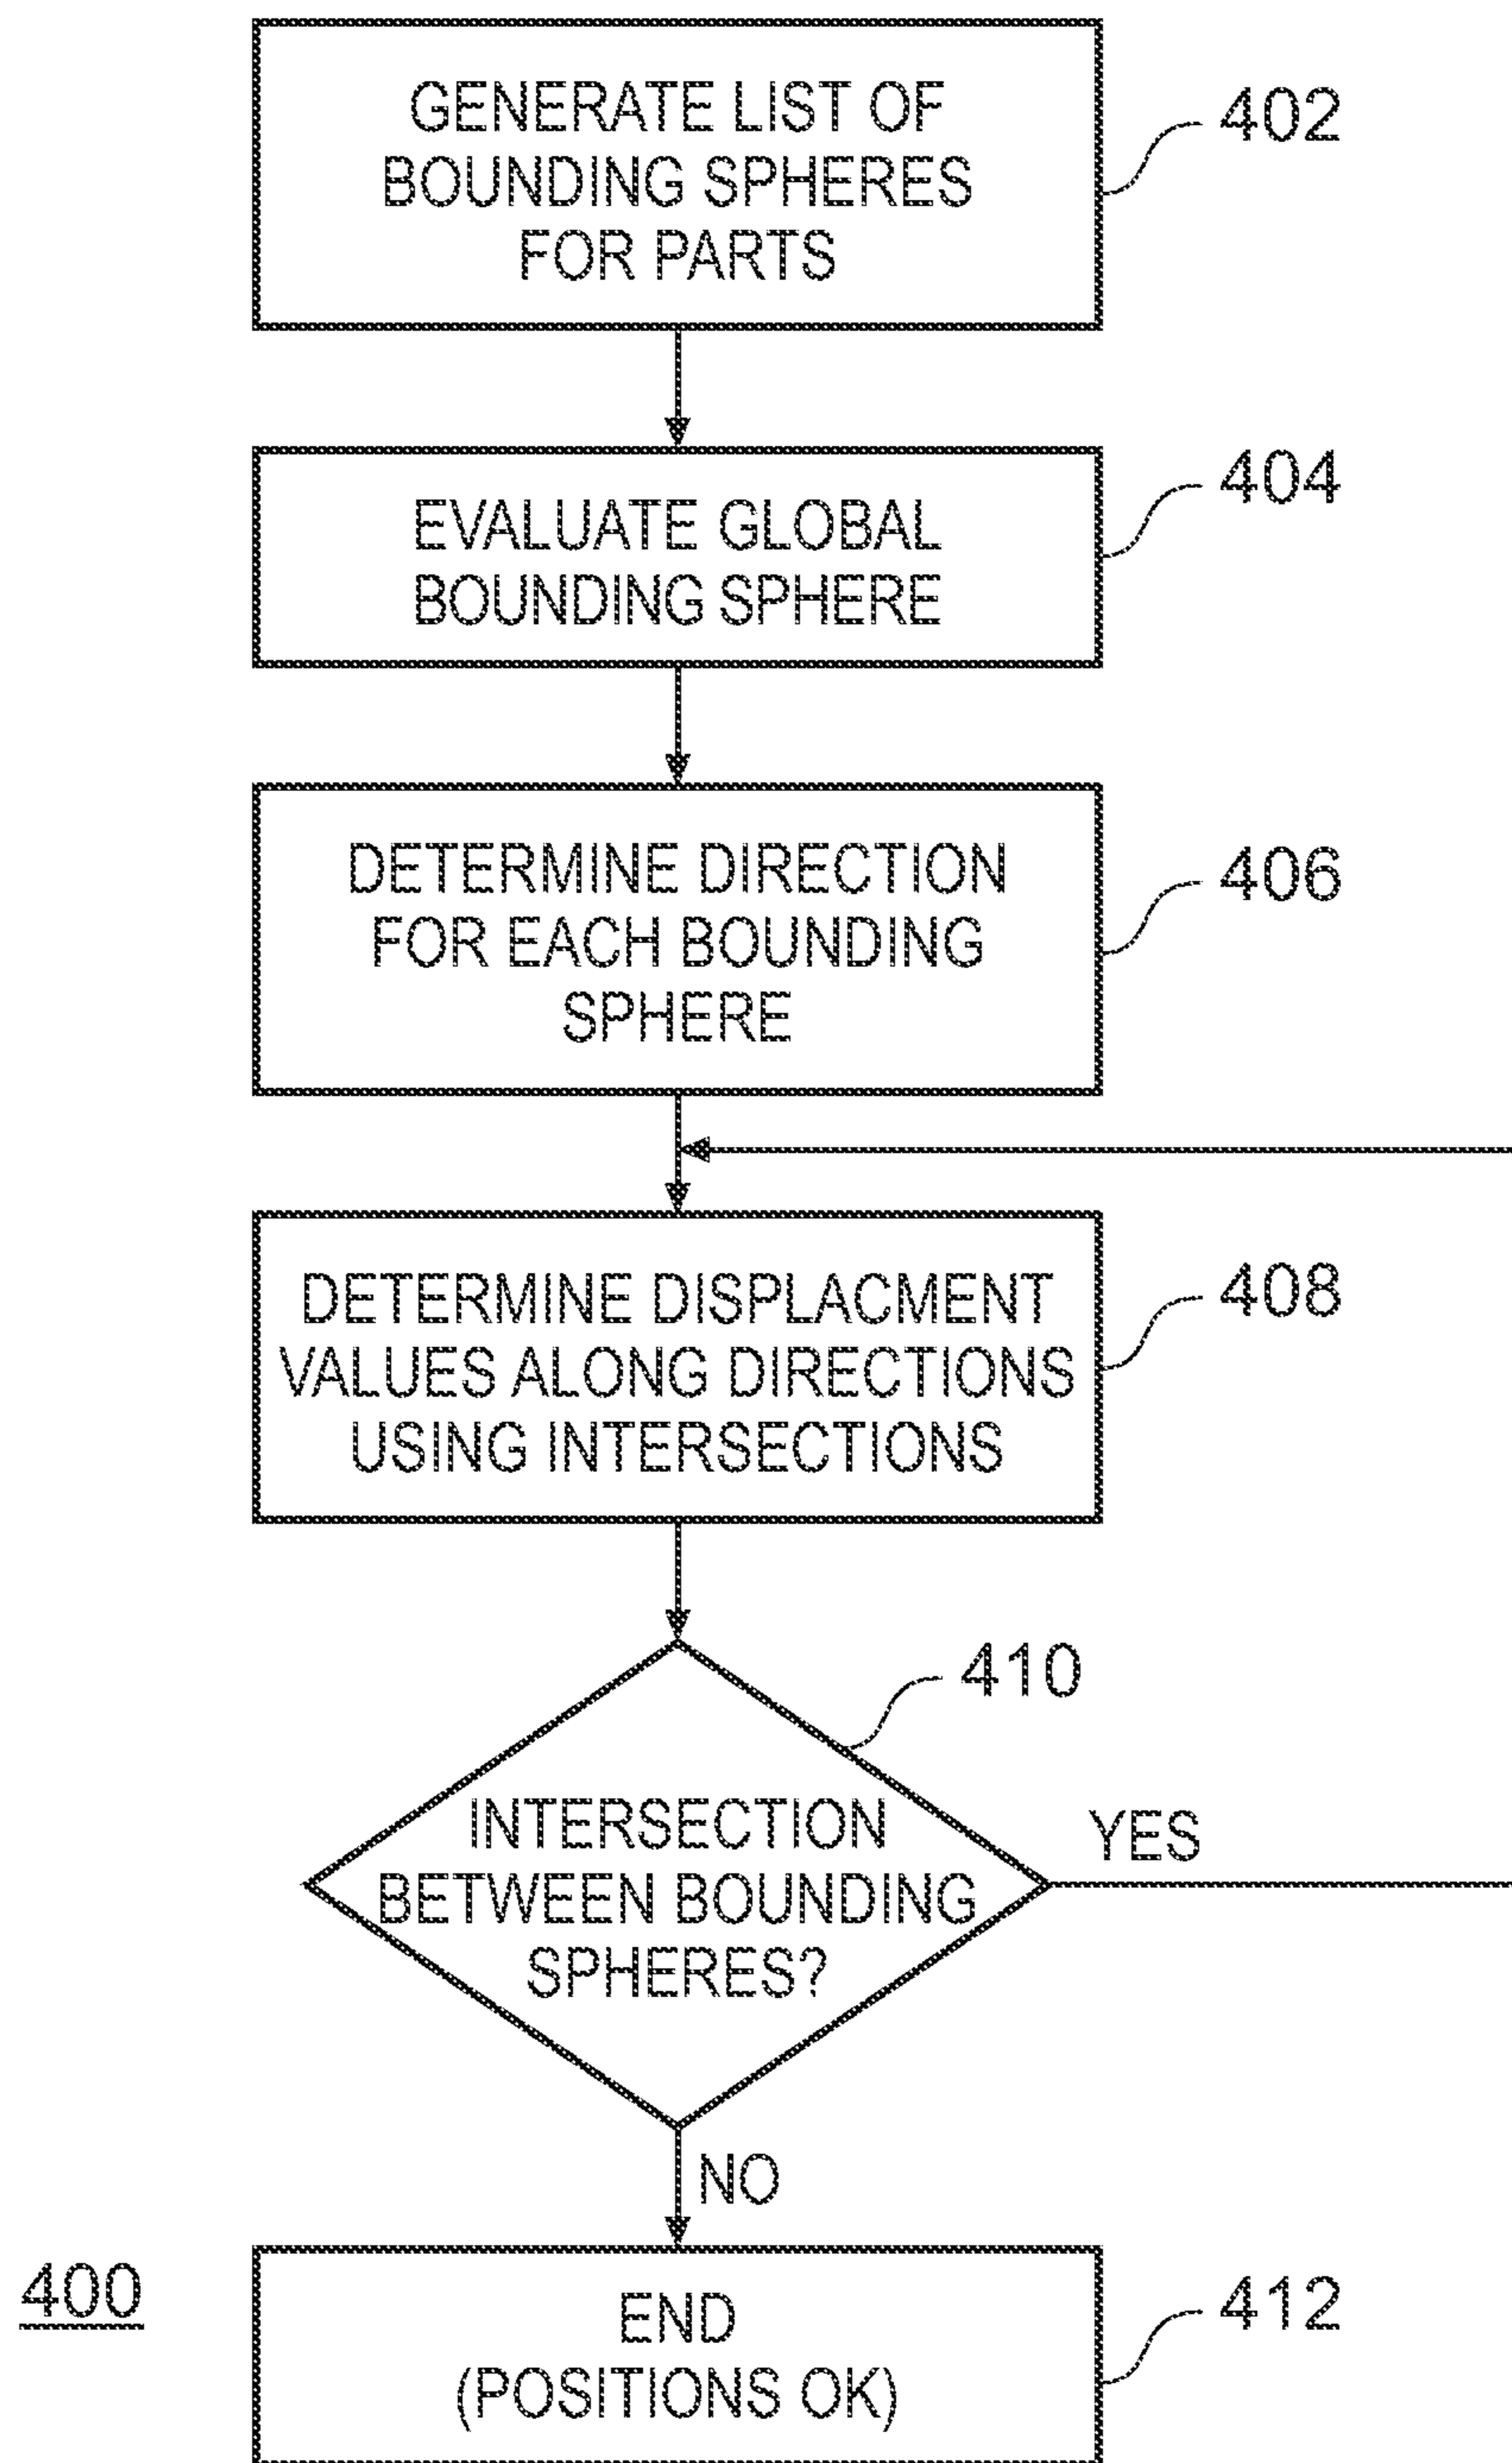 GENERATE LIST OF
BOUNDING SPHERES
FOR PARTS
402
EVALUATE GLOBAL
BOUNDING SPHERE
404
DETERMINE DIRECTION
FOR EACH BOUNDING
SPHERE
406
DETERMINE DISPLACMENT
VALUES ALONG DIRECTIONS
USING INTERSECTIONS
408
410
INTERSECTION
BETWEEN BOUNDING
SPHERES?
YES
NO
400
END
(POSITIONS OK)
412